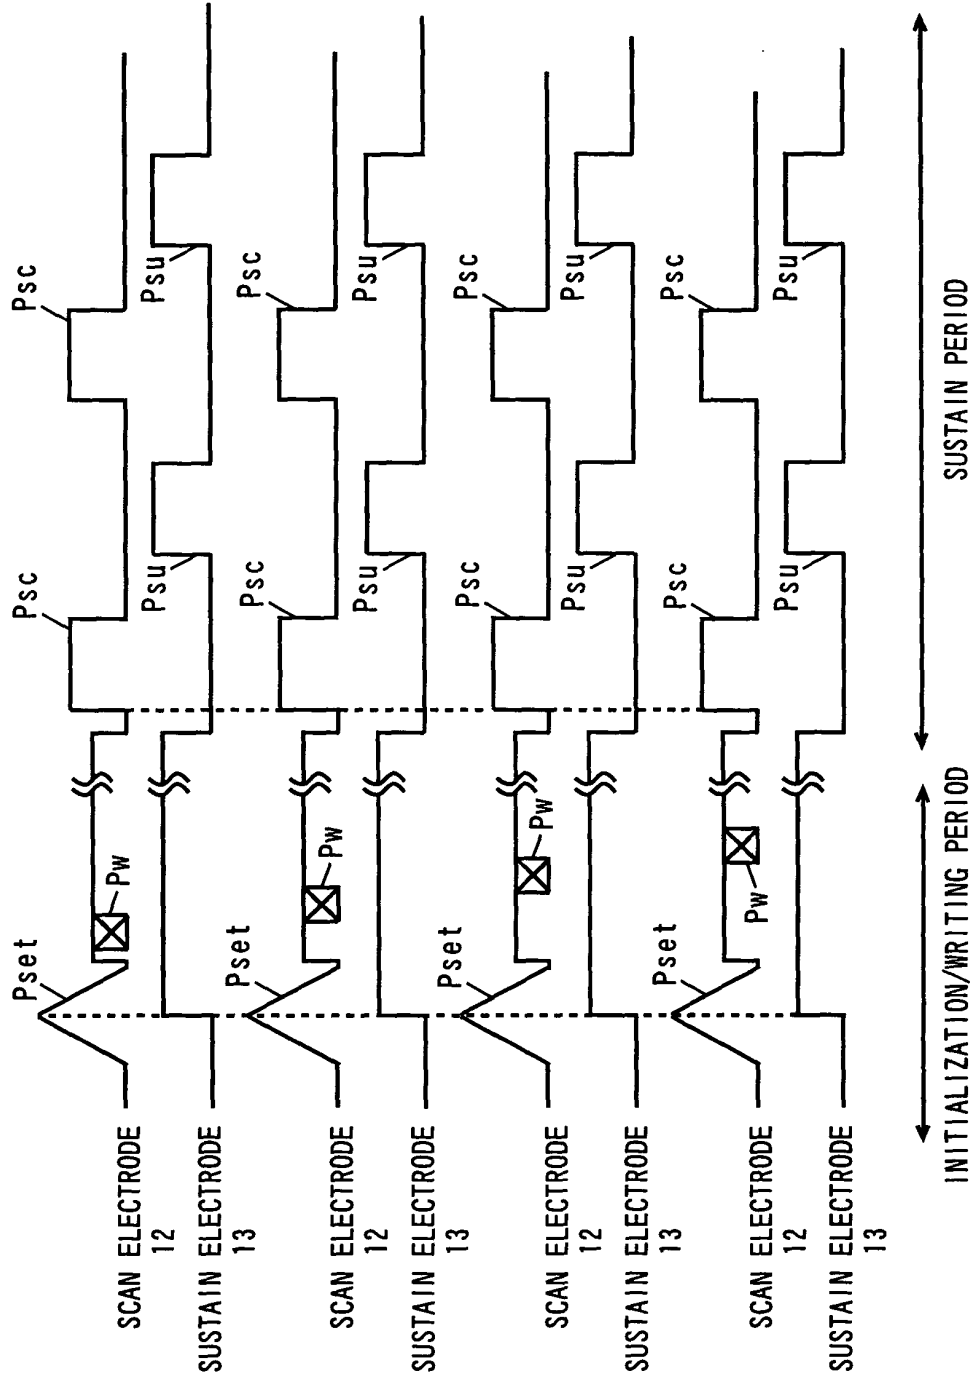 Pset
Pw
Psc
Psc
SCAN ELECTRODE
12
Psu
Psu
SUSTAIN ELECTRODE
13
Pset
Pw
Psc
Psc
SCAN ELECTRODE
12
Psu
Psu
SUSTAIN ELECTRODE
13
Pset
Pw
Psc
Psc
SCAN ELECTRODE
12
Psu
Psu
SUSTAIN ELECTRODE
13
Pset
Pw
Psc
Psc
SCAN ELECTRODE
12
Psu
Psu
SUSTAIN ELECTRODE
13
INITIALIZATION/WRITING PERIOD
SUSTAIN PERIOD